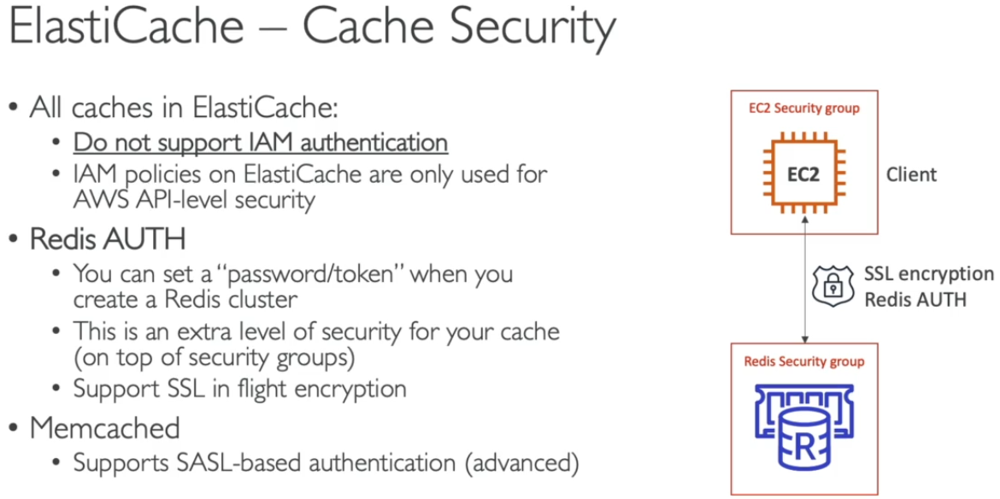 ElastiCache – Cache Security
• All caches in ElastiCache:
• Do not support IAM authentication
• IAM policies on ElastiCache are only used for
AWS API-level security
• Redis AUTH
• You can set a “password/token” when you
create a Redis cluster
• This is an extra level of security for your cache
(on top of security groups)
• Support SSL in flight encryption
• Memcached
• Supports SASL-based authentication (advanced)
EC2 Security group
EC2
Client
SSL encryption
Redis AUTH
Redis Security group
R